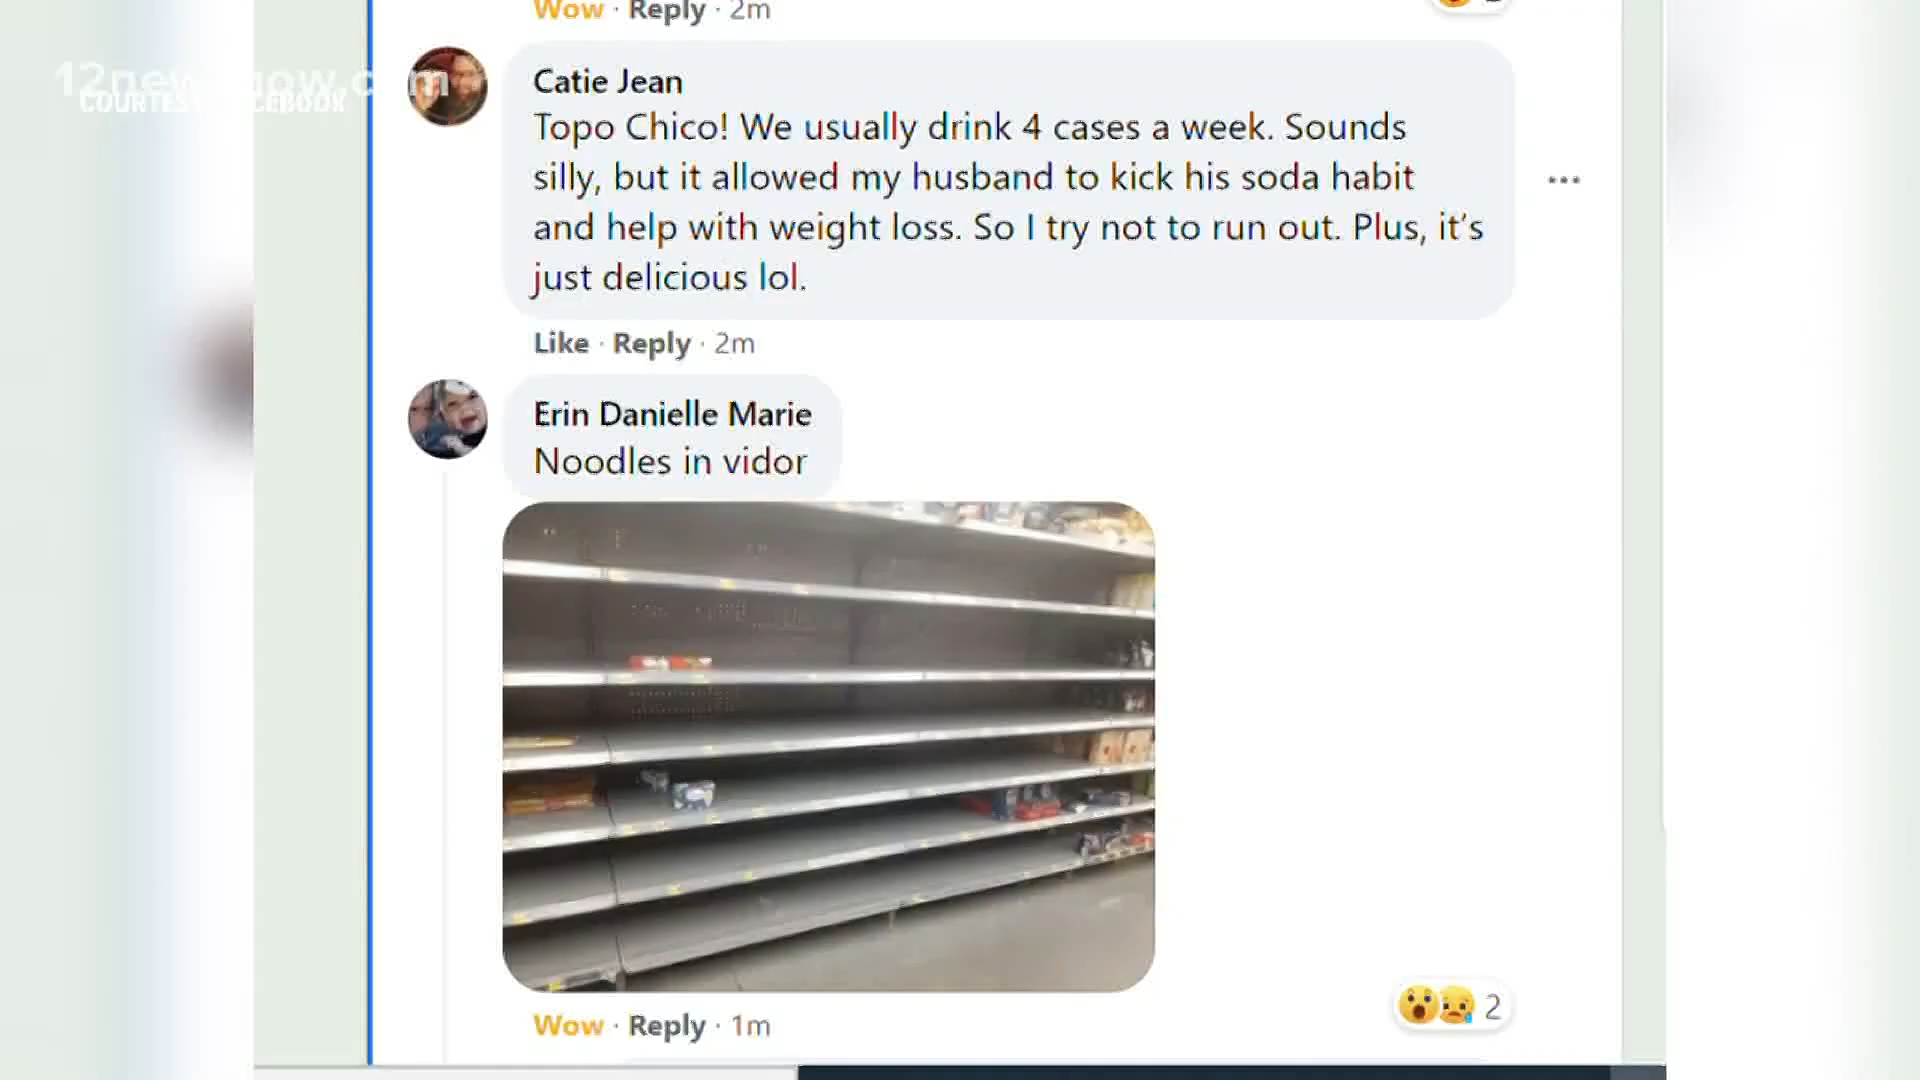 Wow · Reply · 2m
12newsnow.com
COURTESY FACEBOOK
Catie Jean
Topo Chico! We usually drink 4 cases a week. Sounds
silly, but it allowed my husband to kick his soda habit
and help with weight loss. So I try not to run out. Plus, it's
just delicious lol.
Like · Reply · 2m
Erin Danielle Marie
Noodles in vidor
Wow · Reply · 1m
2